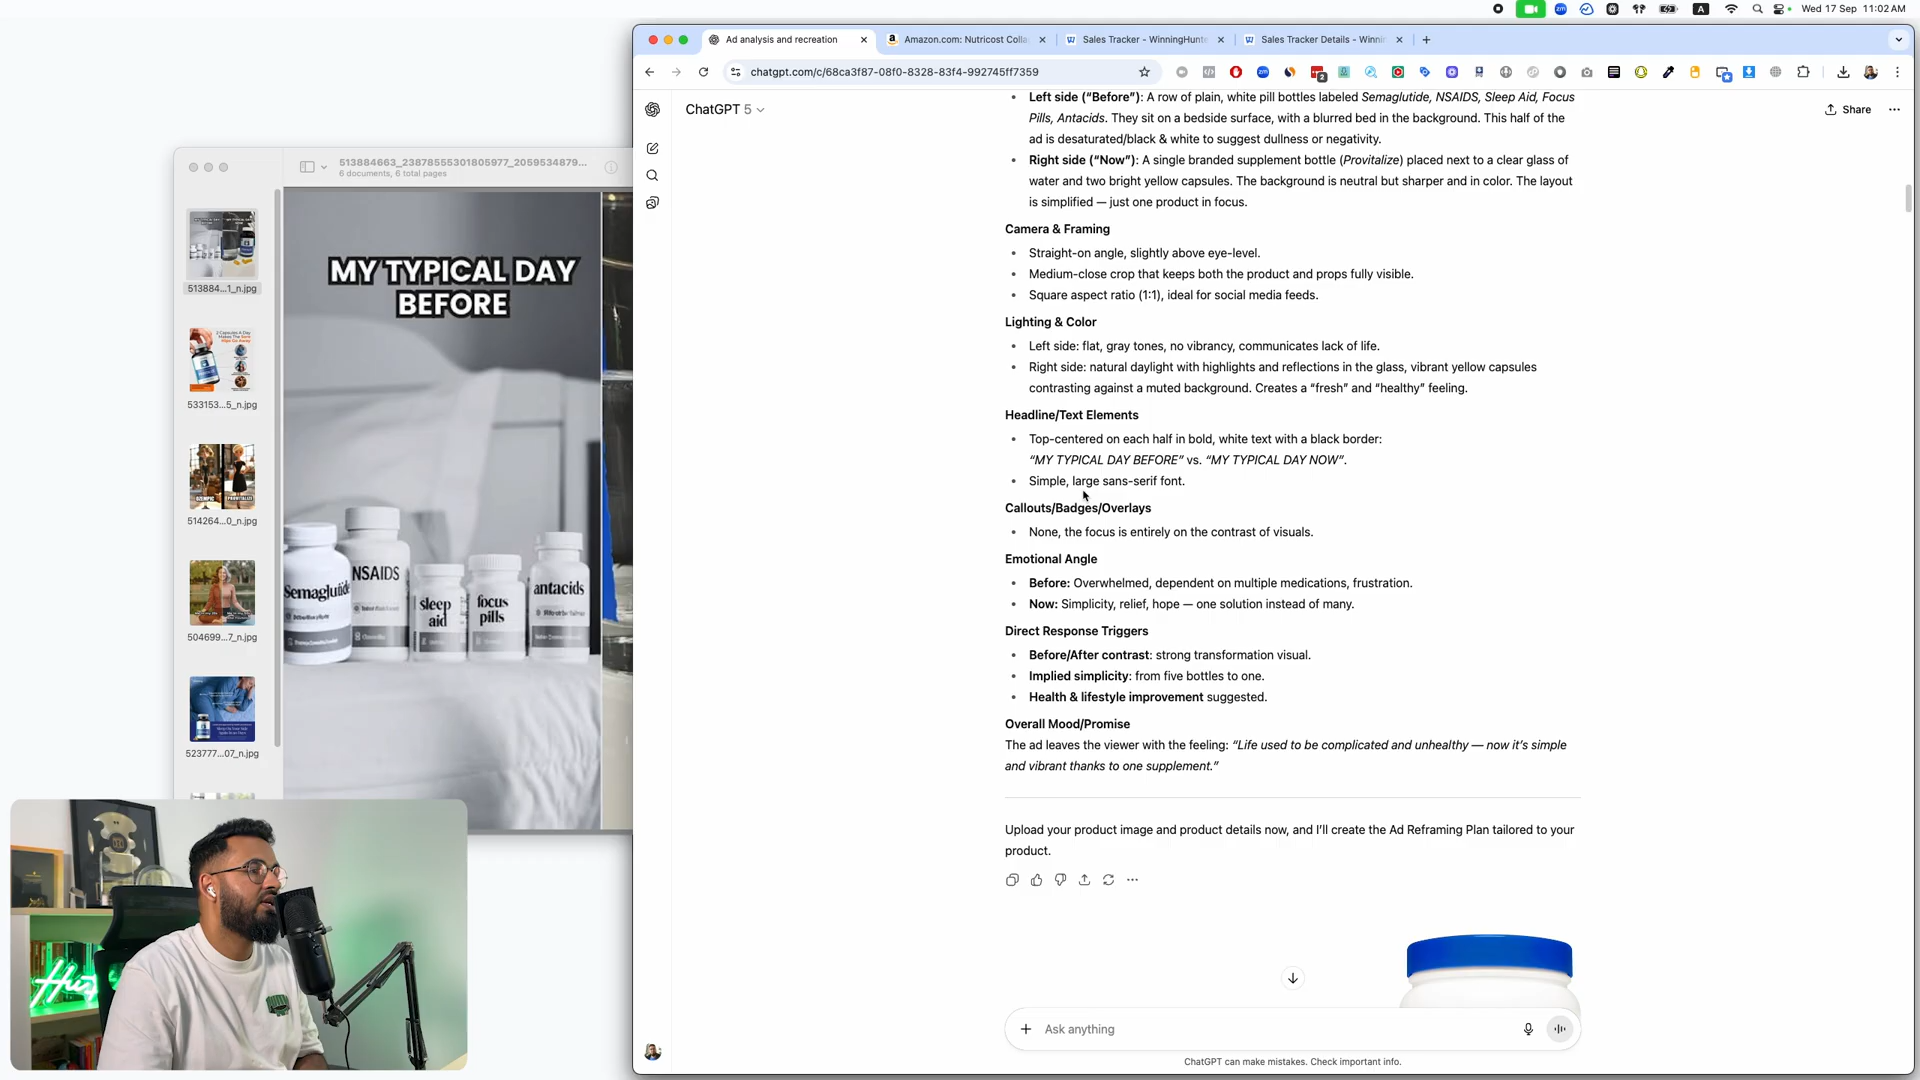 Wed 17 Sep 11:02 AM
Ad analysis and recreation
Amazon.com: Nutricost Colla
Sales Tracker - WinningHunt
Sales Tracker Details - Winnin
chatgpt.com/c/68ca3f87-08f0-8328-83f4-992745ff7359
ChatGPT 5
Share
Left side (“Before”): A row of plain, white pill bottles labeled Semaglutide, NSAIDS, Sleep Aid, Focus
Pills, Antacids. They sit on a bedside surface, with a blurred bed in the background. This half of the
ad is desaturated/black & white to suggest dullness or negativity.
Right side (“Now”): A single branded supplement bottle (Provitalize) placed next to a clear glass of
water and two bright yellow capsules. The background is neutral but sharper and in color. The layout
is simplified — just one product in focus.
Camera & Framing
Straight-on angle, slightly above eye-level.
Medium-close crop that keeps both the product and props fully visible.
Square aspect ratio (1:1), ideal for social media feeds.
Lighting & Color
Left side: flat, gray tones, no vibrancy, communicates lack of life.
Right side: natural daylight with highlights and reflections in the glass, vibrant yellow capsules
contrasting against a muted background. Creates a “fresh” and “healthy” feeling.
Headline/Text Elements
Top-centered on each half in bold, white text with a black border:
“MY TYPICAL DAY BEFORE” vs. “MY TYPICAL DAY NOW”.
Simple, large sans-serif font.
Callouts/Badges/Overlays
None, the focus is entirely on the contrast of visuals.
Emotional Angle
Before: Overwhelmed, dependent on multiple medications, frustration.
Now: Simplicity, relief, hope — one solution instead of many.
Direct Response Triggers
Before/After contrast: strong transformation visual.
Implied simplicity: from five bottles to one.
Health & lifestyle improvement suggested.
Overall Mood/Promise
The ad leaves the viewer with the feeling: “Life used to be complicated and unhealthy — now it’s simple
and vibrant thanks to one supplement.”
Upload your product image and product details now, and I’ll create the Ad Reframing Plan tailored to your
product.
Ask anything
ChatGPT can make mistakes. Check important info.
513884663_23878555301805977_2059534879...
6 documents, 6 total pages
513884...1_n.jpg
533153...5_n.jpg
514264...0_n.jpg
504699...7_n.jpg
523777...07_n.jpg
MY TYPICAL DAY
BEFORE
Semaglutide
NSAIDS
sleep
aid
focus
pills
antacids